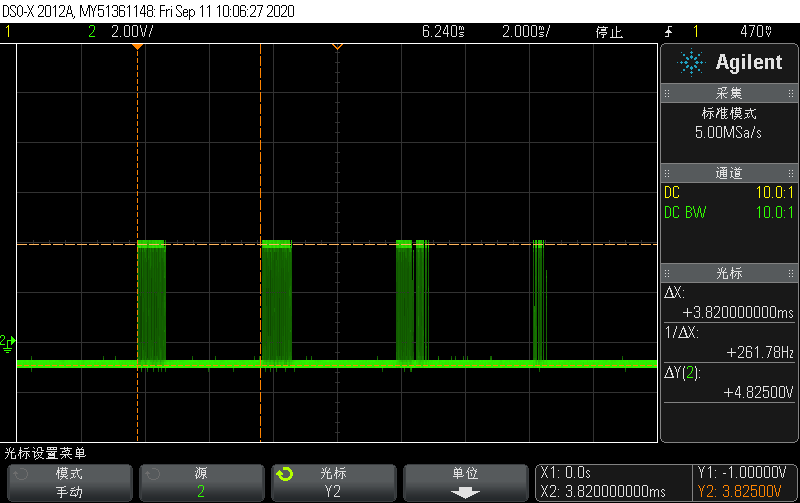 DSO-X 2012A, MY51361148: Fri Sep 11 10:06:27 2020
1 2 2.00V/ 6.240ms 2.000ms/ 停止 1 470mV
Agilent
采集
标准模式
5.00MSa/s
通道
DC 10.0:1
DC BW 10.0:1
光标
ΔX:
+3.820000000ms
1/ΔX:
+261.78Hz
ΔY(2):
+4.82500V
2
光标设置菜单
模式
手动
源
2
光标
Y2
单位
X1: 0.0s
X2: 3.820000000ms
Y1: -1.00000V
Y2: 3.82500V